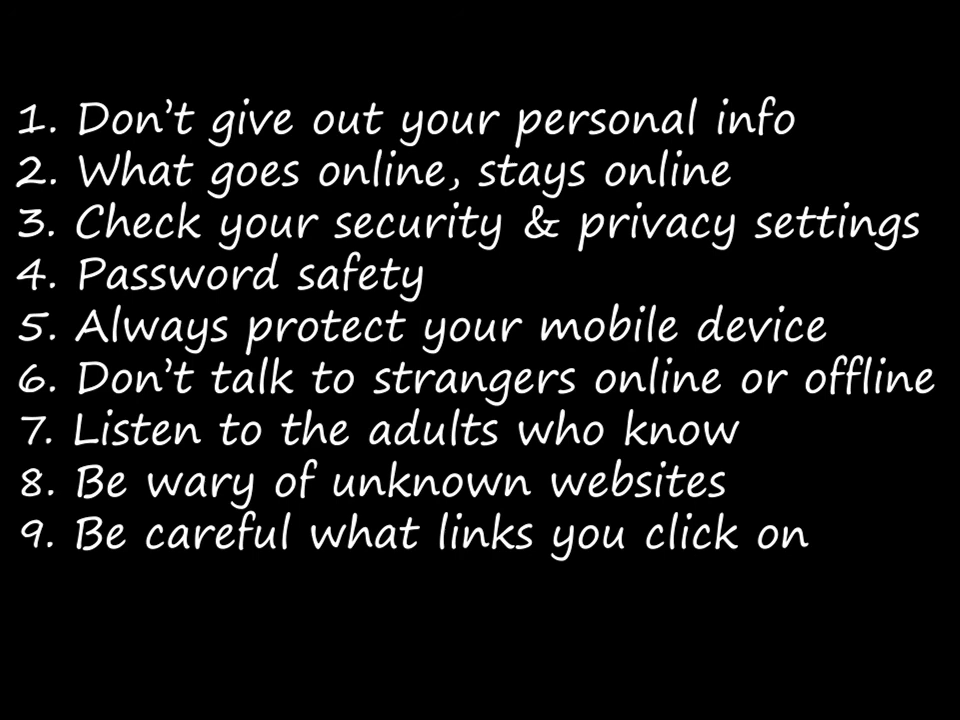 1. Don't give out your personal info
2. What goes online, stays online
3. Check your security & privacy settings
4. Password safety
5. Always protect your mobile device
6. Don't talk to strangers online or offline
7. Listen to the adults who know
8. Be wary of unknown websites
9. Be careful what links you click on